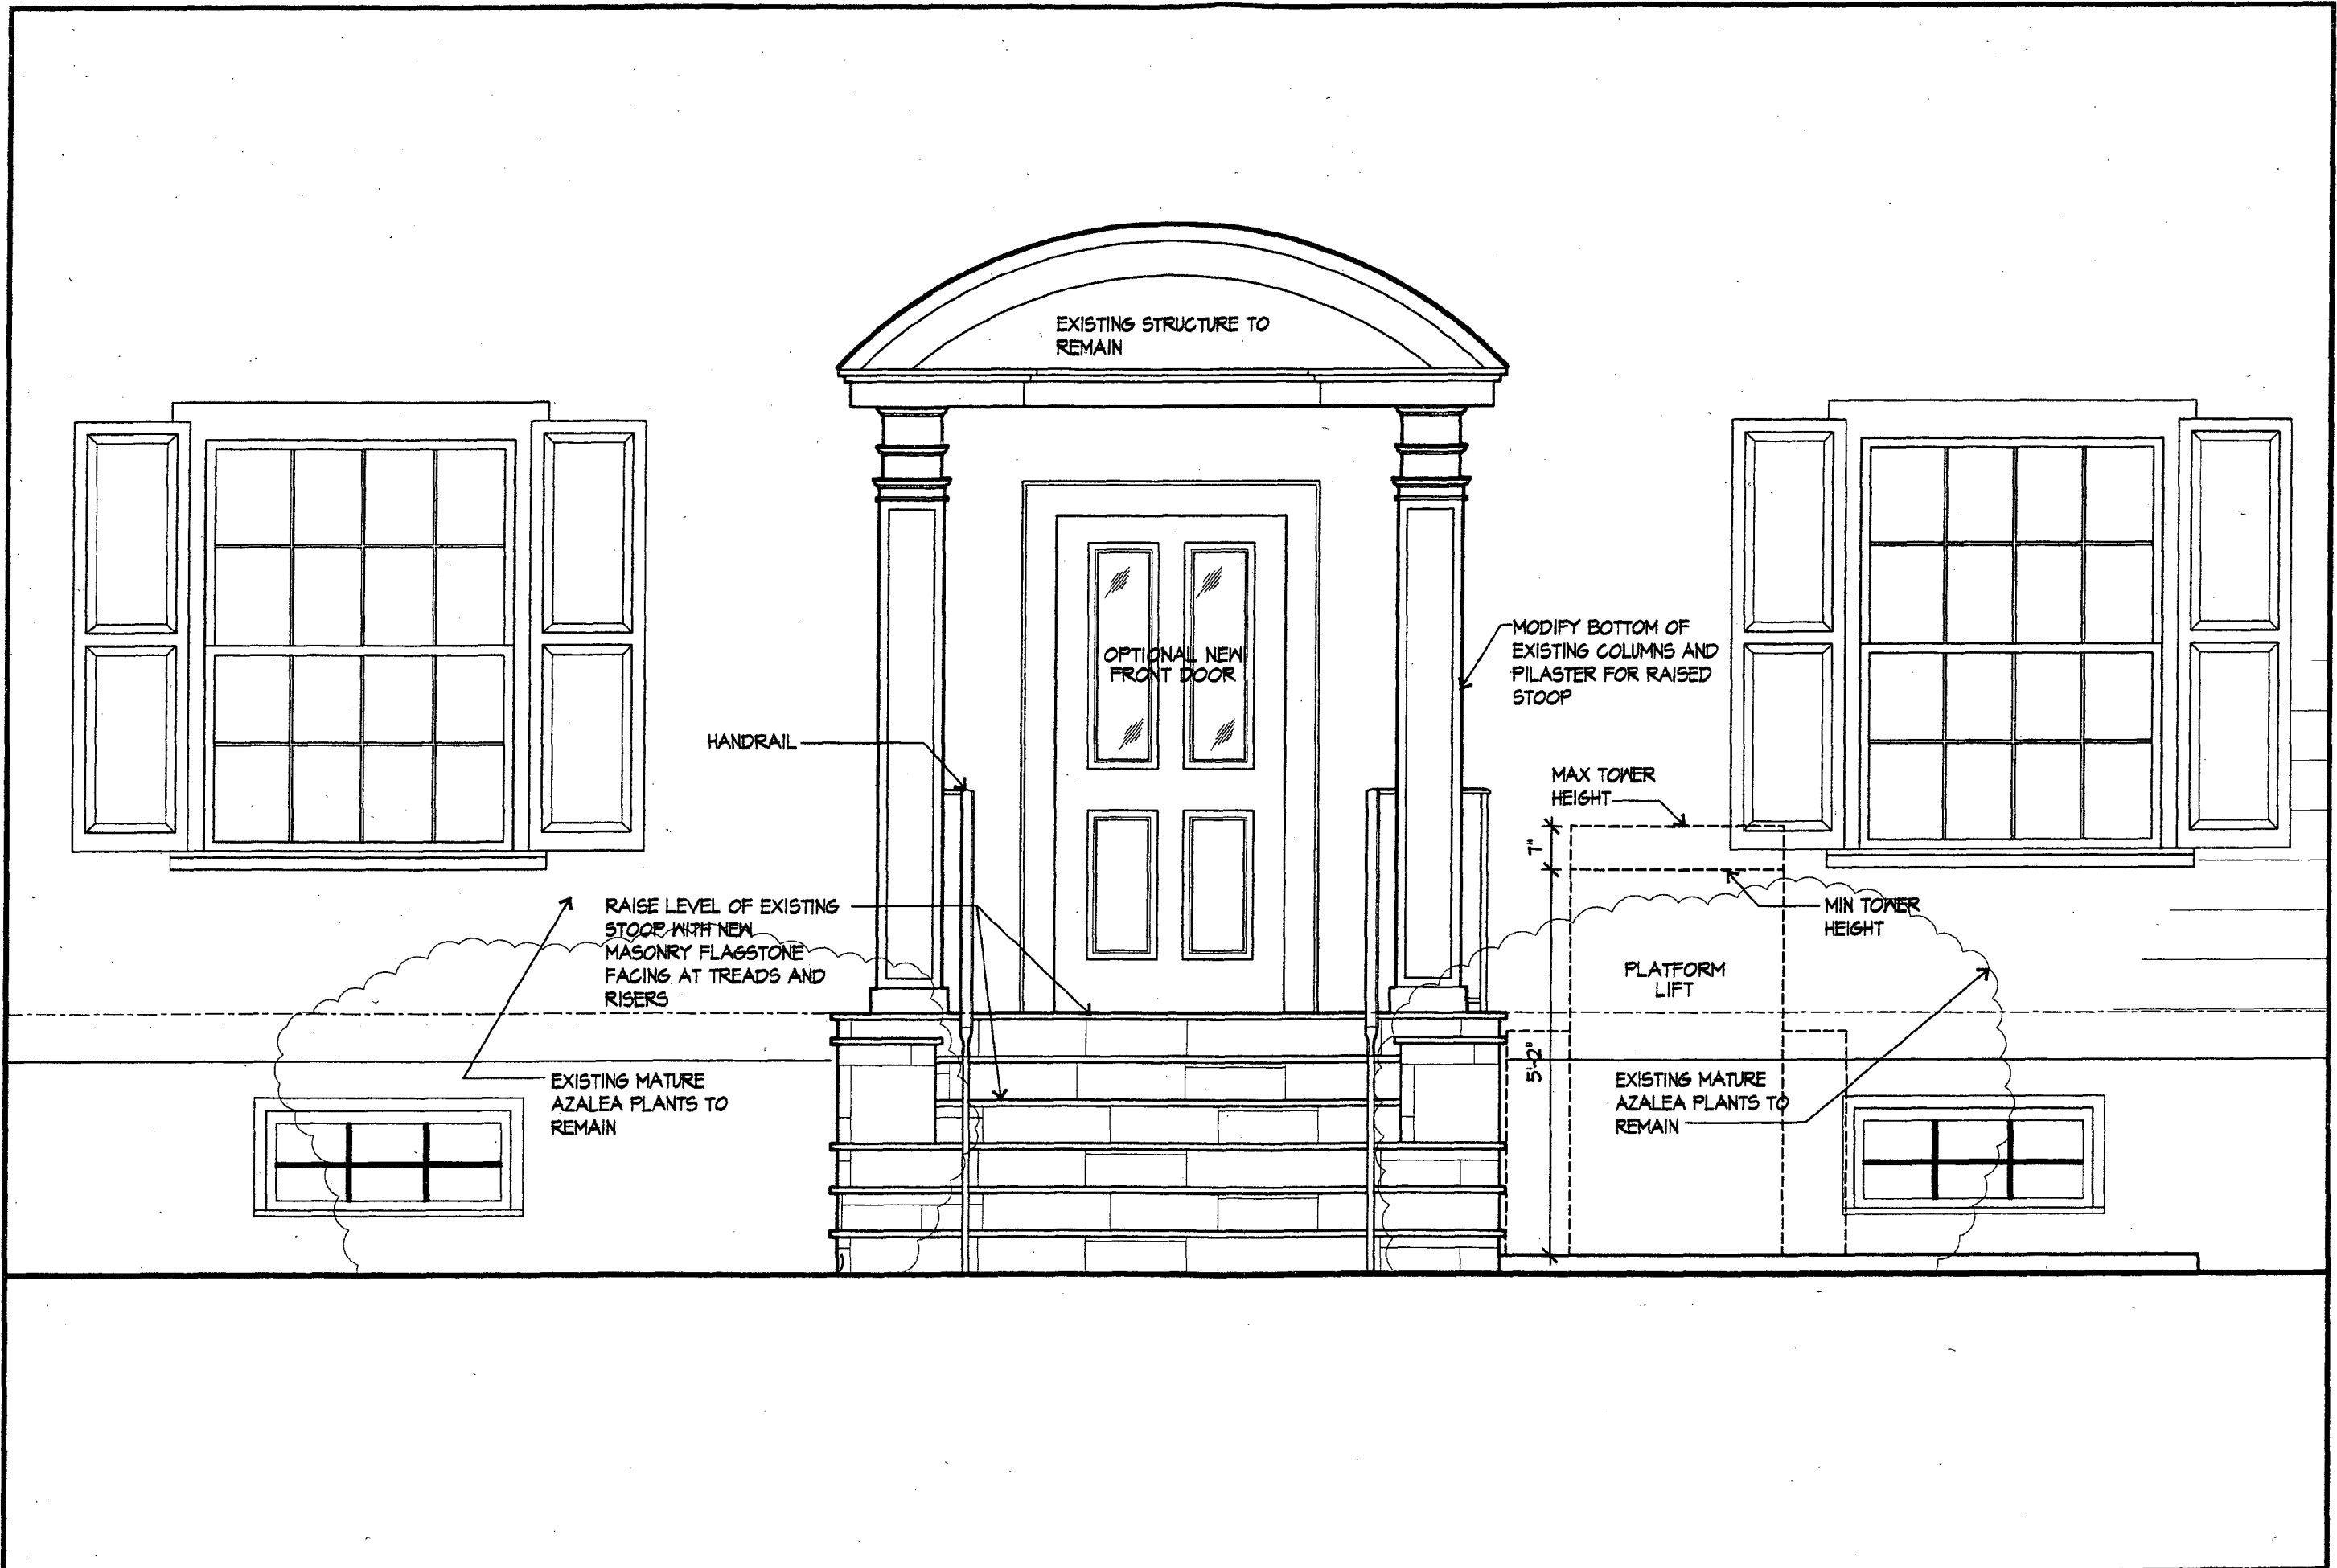 EXISTING STRUCTURE TO
REMAIN
OPTIONAL NEW
FRONT DOOR
MODIFY BOTTOM OF
EXISTING COLUMNS AND
PILASTER FOR RAISED
STOOP
HANDRAIL
MAX TOWER
HEIGHT
7"
RAISE LEVEL OF EXISTING
STOOP WITH NEW
MASONRY FLAGSTONE
FACING AT TREADS AND
RISERS
MIN TOWER
HEIGHT
PLATFORM
LIFT
5'-2"
EXISTING MATURE
AZALEA PLANTS TO
REMAIN
EXISTING MATURE
AZALEA PLANTS TO
REMAIN